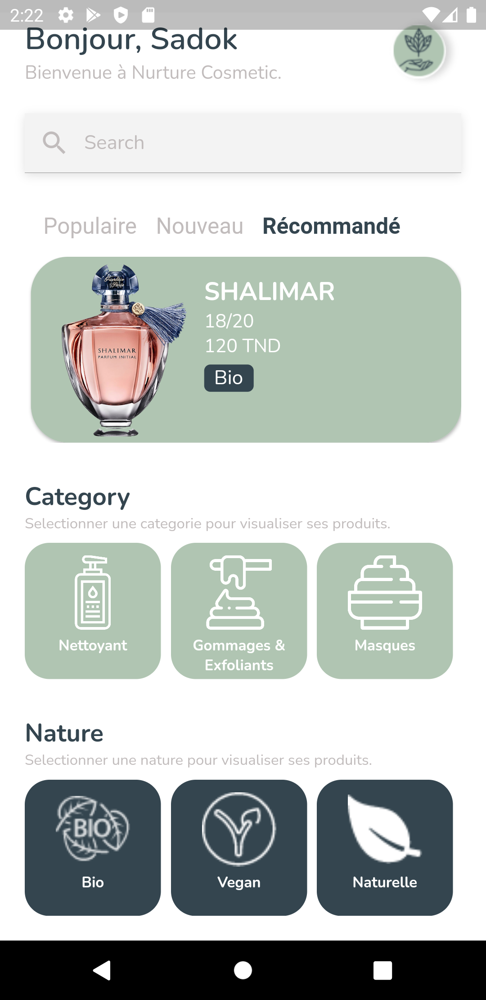 2:22
Bonjour, Sadok
Bienvenue à Nurture Cosmetic.
Search
Populaire Nouveau Récommandé
Guerlain
Paris
SHALIMAR
PARFUM INITIAL
SHALIMAR
18/20
120 TND
Bio
Category
Selectionner une categorie pour visualiser ses produits.
Nettoyant
Gommages &
Exfoliants
Masques
Nature
Selectionner une nature pour visualiser ses produits.
BIO
Bio
Vegan
Naturelle